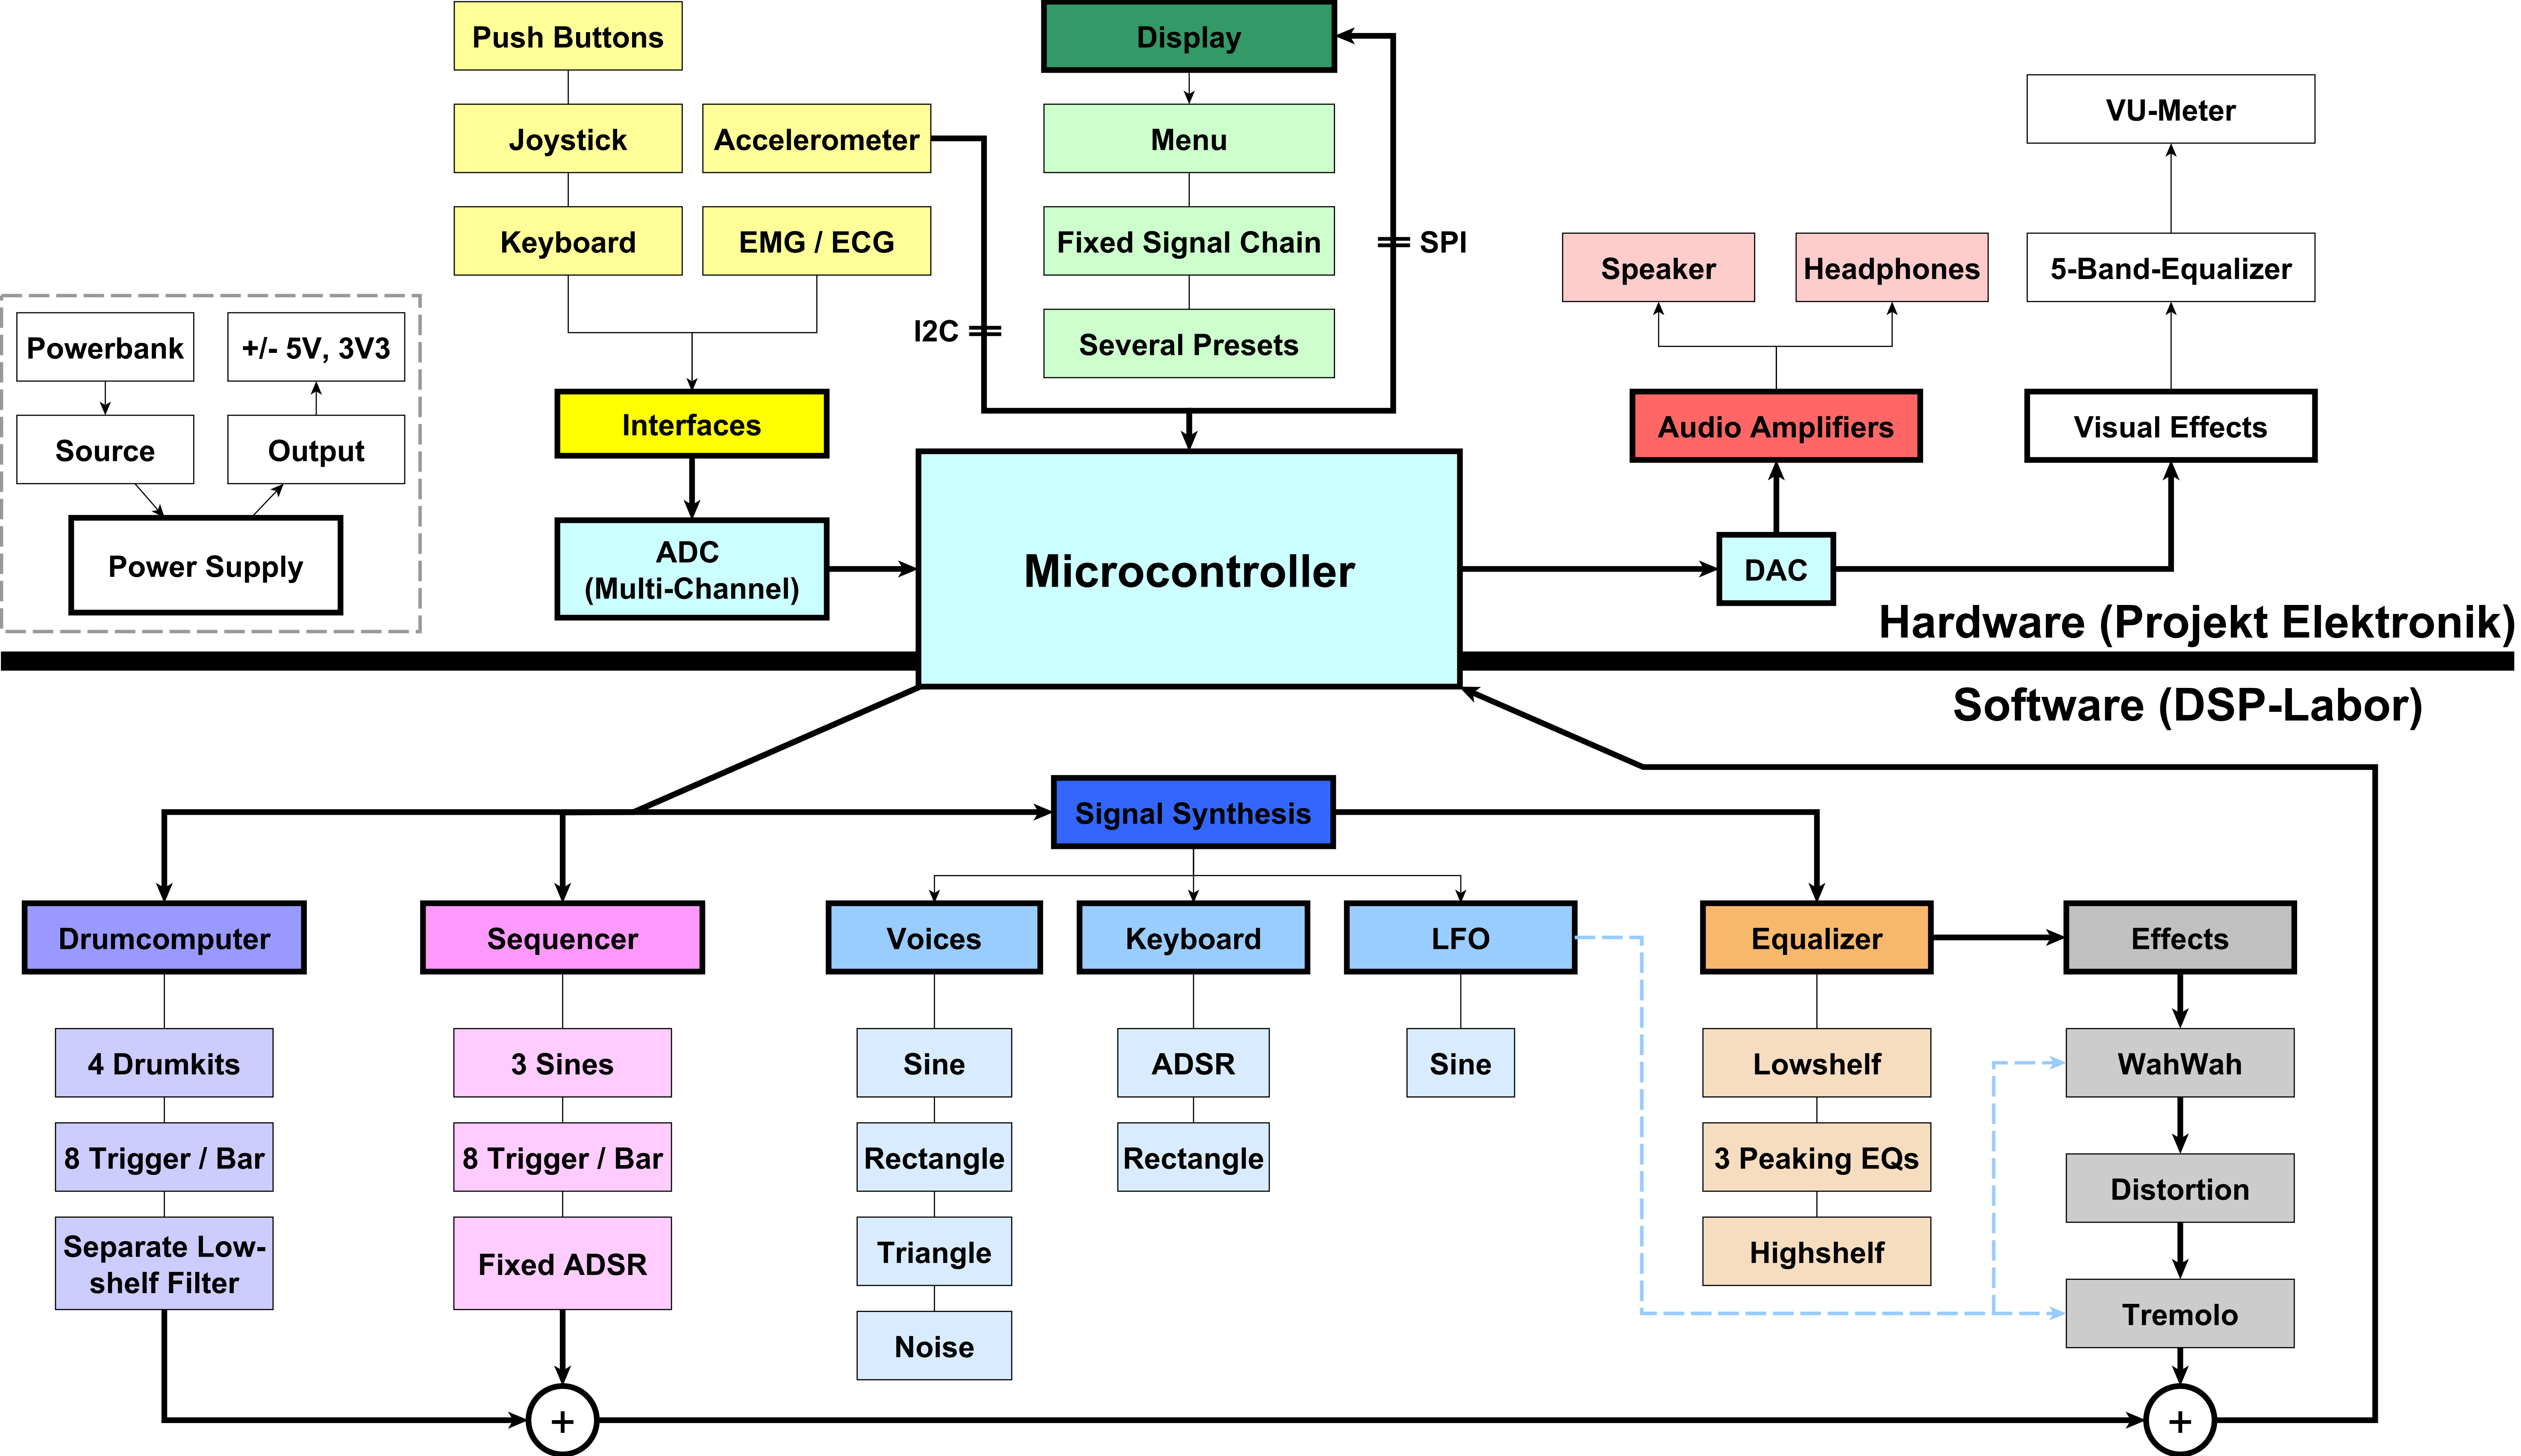 Push Buttons
Joystick
Accelerometer
Keyboard
EMG / ECG
I2C
Display
Menu
Fixed Signal Chain
Several Presets
SPI
VU-Meter
Speaker
Headphones
5-Band-Equalizer
Powerbank
+/- 5V, 3V3
Source
Output
Power Supply
Interfaces
ADC
(Multi-Channel)
Microcontroller
Audio Amplifiers
Visual Effects
DAC
Hardware (Projekt Elektronik)
Software (DSP-Labor)
Signal Synthesis
Drumcomputer
Sequencer
Voices
Keyboard
LFO
Equalizer
Effects
4 Drumkits
8 Trigger / Bar
Separate Low-
shelf Filter
3 Sines
8 Trigger / Bar
Fixed ADSR
Sine
Rectangle
Triangle
Noise
ADSR
Rectangle
Sine
Lowshelf
3 Peaking EQs
Highshelf
WahWah
Distortion
Tremolo
+
+